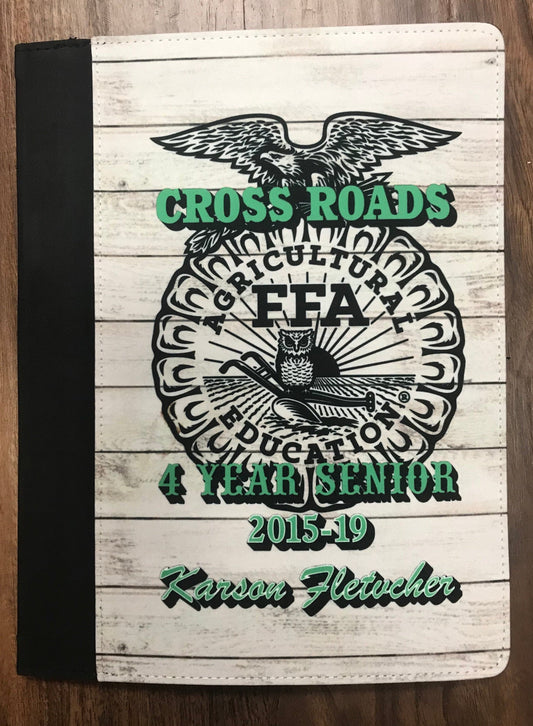 CROSS ROADS
AGRICULTURAL
FFA
EDUCATION®
4 YEAR SENIOR
2015-19
Karson Fletvcher